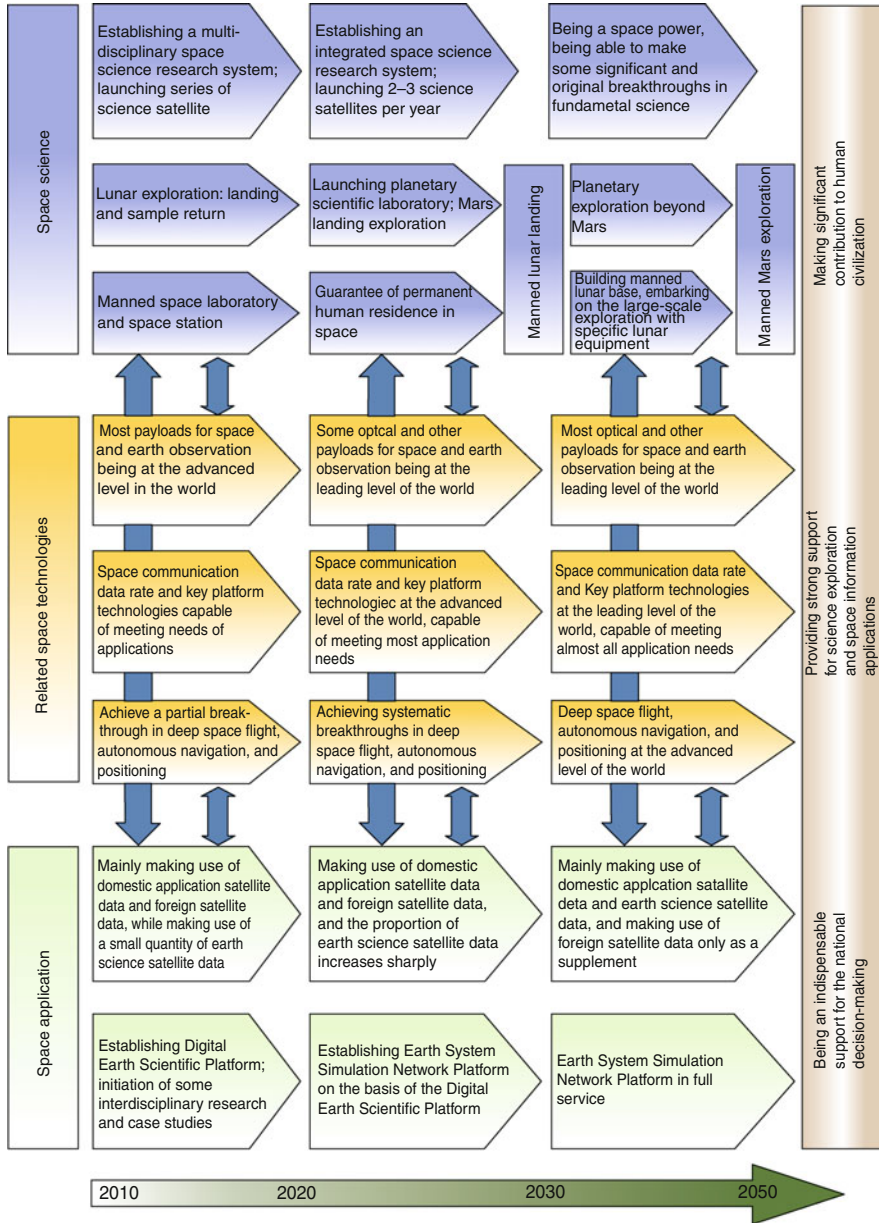 Space science
Establishing a multi-
disciplinary space
science research system;
launching series of
science satellite
Establishing an
integrated space science
research system;
launching 2–3 science
satellites per year
Being a space power,
being able to make
some significant and
original breakthroughs in
fundametal science
Lunar exploration: landing
and sample return
Launching planetary
scientific laboratory; Mars
landing exploration
Manned lunar landing
Planetary
exploration beyond
Mars
Manned Mars exploration
Manned space laboratory
and space station
Guarantee of permanent
human residence in
space
Building manned
lunar base, embarking
on the large-scale
exploration with
specific lunar
equipment
Making significant
contribution to human
civilization
Related space technologies
Most payloads for space
and earth observation
being at the advanced
level in the world
Some optcal and other
payloads for space and earth
observation being at the
leading level of the world
Most optical and other
payloads for space and earth
observation being at the
leading level of the world
Space communication
data rate and key platform
technologies capable
of meeting needs of
applications
Space communication
data rate and key platform
technologiec at the advanced
level of the world, capable
of meeting most application
needs
Space communication data rate
and Key platform technologies
at the leading level of the
world, capable of meeting
almost all application needs
Achieve a partial break-
through in deep space flight,
autonomous navigation, and
positioning
Achieving systematic
breakthroughs in deep
space flight, autonomous
navigation, and positioning
Deep space flight,
autonomous navigation, and
positioning at the advanced
level of the world
Providing strong support
for science exploration
and space information
applications
Space application
Mainly making use of
domestic application satellite
data and foreign satellite
data, while making use of
a small quantity of earth
science satellite data
Making use of domestic
application satellite data
and foreign satellite data,
and the proportion of
earth science satellite data
increases sharply
Mainly making use of
domestic applcation satallite
deta and earth science satellite
data, and making use of
foreign satellite data only as a
supplement
Establishing Digital
Earth Scientific Platform;
initiation of some
interdisciplinary research
and case studies
Establishing Earth System
Simulation Network Platform
on the basis of the Digital
Earth Scientific Platform
Earth System Simulation
Network Platform in full
service
Being an indispensable
support for the national
decision-making
2010
2020
2030
2050